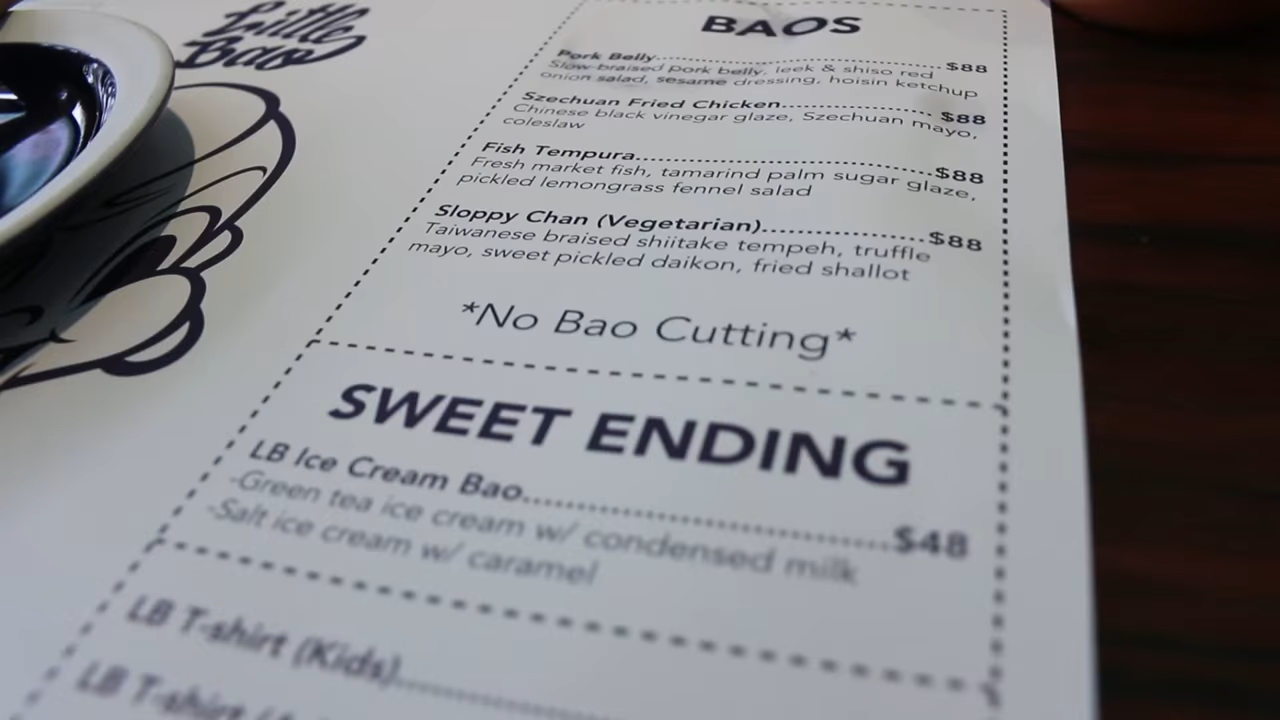 Little
Bao
BAOS
Pork Belly.......................................................$88
Slow-braised pork belly, leek & shiso red
onion salad, sesame dressing, hoisin ketchup
Szechuan Fried Chicken...........................$88
Chinese black vinegar glaze, Szechuan mayo,
coleslaw
Fish Tempura................................................$88
Fresh market fish, tamarind palm sugar glaze,
pickled lemongrass fennel salad
Sloppy Chan (Vegetarian).........................$88
Taiwanese braised shiitake tempeh, truffle
mayo, sweet pickled daikon, fried shallot
*No Bao Cutting*
SWEET ENDING
LB Ice Cream Bao........................................$48
-Green tea ice cream w/ condensed milk
-Salt ice cream w/ caramel
LB T-shirt (Kids)........................
LB T-shirt